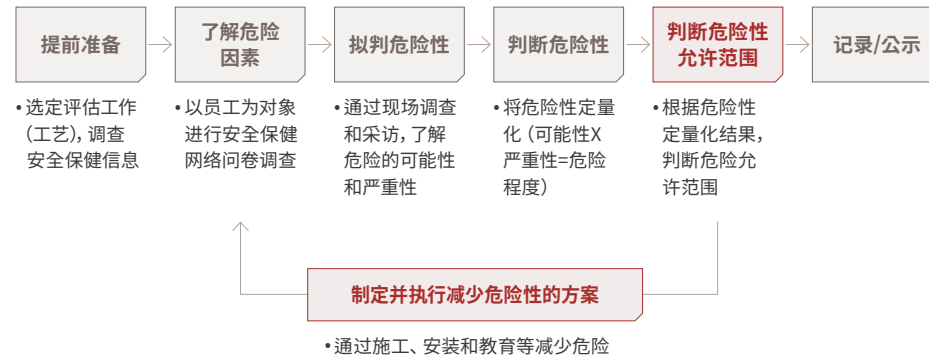 提前准备
了解危险
因素
拟判危险性
判断危险性
判断危险性
允许范围
记录/公示
•选定评估工作
(工艺),调查
安全保健信息
•以员工为对象
进行安全保健
网络问卷调查
•通过现场调查
和采访,了解
危险的可能性
和严重性
•将危险性定量
化(可能性X
严重性=危险
程度)
•根据危险性
定量化结果,
判断危险允
许范围
制定并执行减少危险性的方案
•通过施工、安装和教育等减少危险